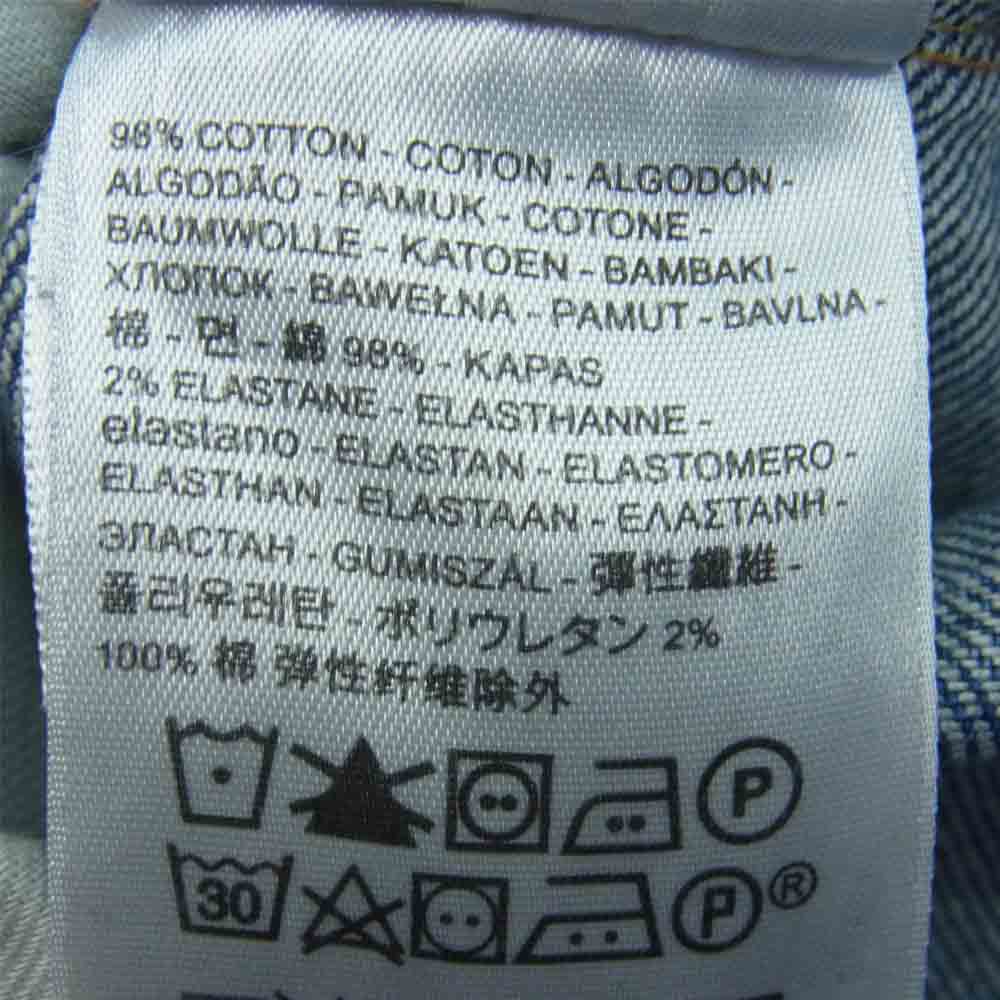 98% COTTON - COTON - ALGODÓN -
ALGODÃO - PAMUK - COTONE -
BAUMWOLLE - KATOEN - BAMBAKI -
ХЛОПОК - BAWEŁNA - PAMUT - BAVLNA -
棉 - 면 - 綿 98% - KAPAS
2% ELASTANE - ELASTHANNE -
elastano - ELASTAN - ELASTOMERO -
ELASTHAN - ELASTAAN - ΕΛΑΣΤΑΝΗ -
ЭЛАСТАН - GUMISZÁL - 彈性纖維 -
폴리우레탄 - ポリウレタン 2%
100% 棉 弹性纤维除外
P
30 P ®